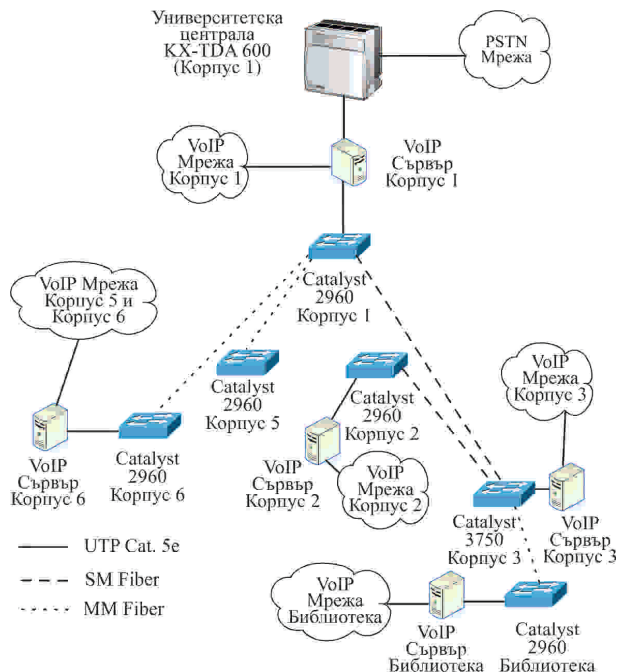 Университетска
централа
KX-TDA 600
(Корпус 1)
PSTN
Мрежа
VoIP
Мрежа
Корпус 1
VoIP
Сървър
Корпус 1
Catalyst
2960
Корпус 1
VoIP Мрежа
Корпус 5 и
Корпус 6
Catalyst
2960
Корпус 5
Catalyst
2960
Корпус 2
VoIP
Мрежа
Корпус 3
VoIP
Сървър
Корпус 6
Catalyst
2960
Корпус 6
VoIP
Сървър
Корпус 2
VoIP
Мрежа
Корпус 2
Catalyst
3750
Корпус 3
VoIP
Сървър
Корпус 3
UTP Cat. 5e
SM Fiber
MM Fiber
VoIP
Мрежа
Библиотека
VoIP
Сървър
Библиотека
Catalyst
2960
Библиотека